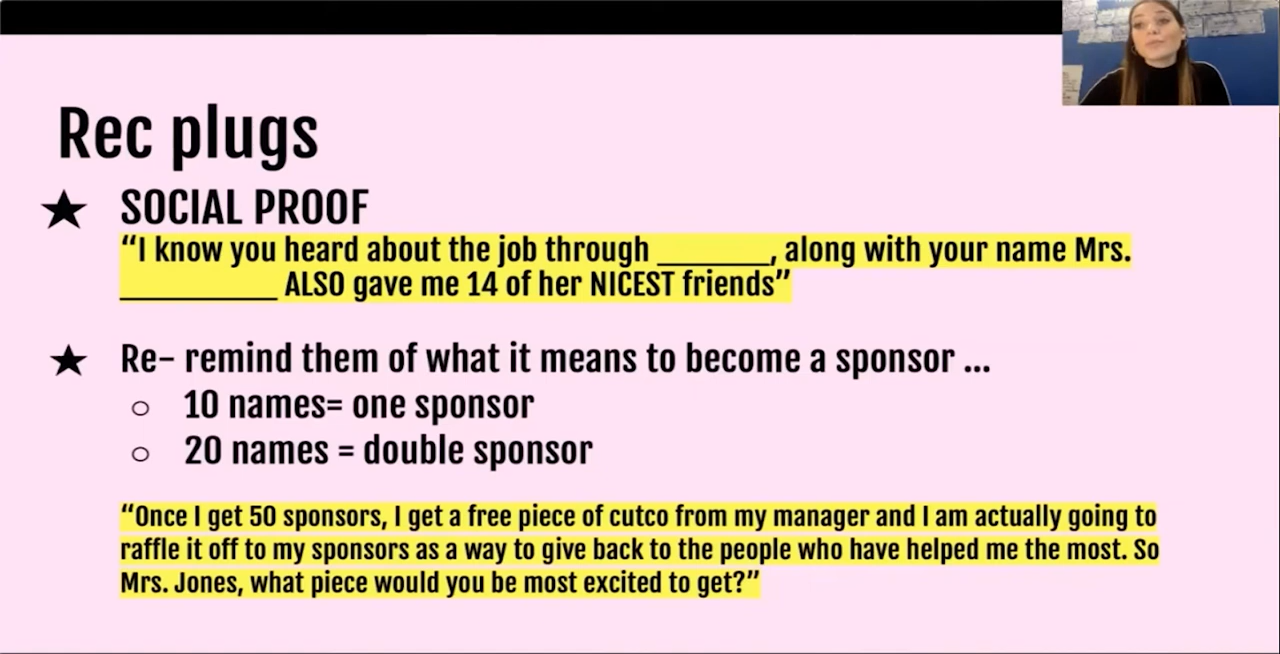 Rec plugs
★ SOCIAL PROOF
“I know you heard about the job through ________, along with your name Mrs.
___________ ALSO gave me 14 of her NICEST friends”
★ Re- remind them of what it means to become a sponsor ...
○ 10 names= one sponsor
○ 20 names = double sponsor
“Once I get 50 sponsors, I get a free piece of cutco from my manager and I am actually going to
raffle it off to my sponsors as a way to give back to the people who have helped me the most. So
Mrs. Jones, what piece would you be most excited to get?”